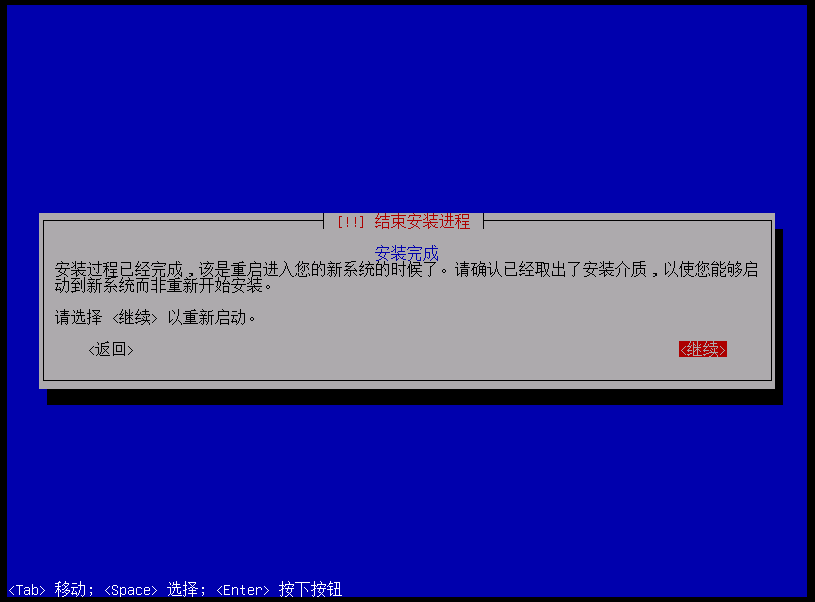 [!!] 结束安装进程
安装完成
安装过程已经完成，该是重启进入您的新系统的时候了。请确认已经取出了安装介质，以使您能够启
动到新系统而非重新开始安装。
请选择 <继续> 以重新启动。
<返回> <继续>
<Tab> 移动; <Space> 选择; <Enter> 按下按钮